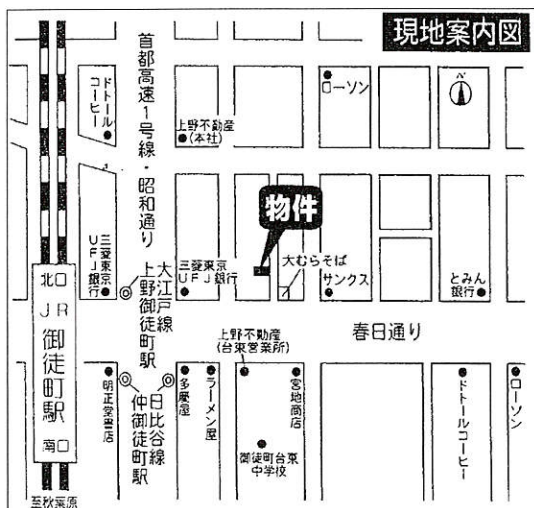 現地案内図
首都高速1号線・昭和通り
ドトール
コーヒー
上野不動産
(本社)
ローソン
N
物件
三菱東京
UFJ銀行
大江戸線
上野御徒町駅
三菱東京
UFJ銀行
大むらそば
サンクス
とみん
銀行
北口
JR
御徒町駅
南口
春日通り
上野不動産
(台東営業所)
明正堂書店
日比谷線
仲御徒町駅
多慶屋
ラーメン屋
宮地商店
御徒町台東
中学校
ドトールコーヒー
ローソン
至秋葉原